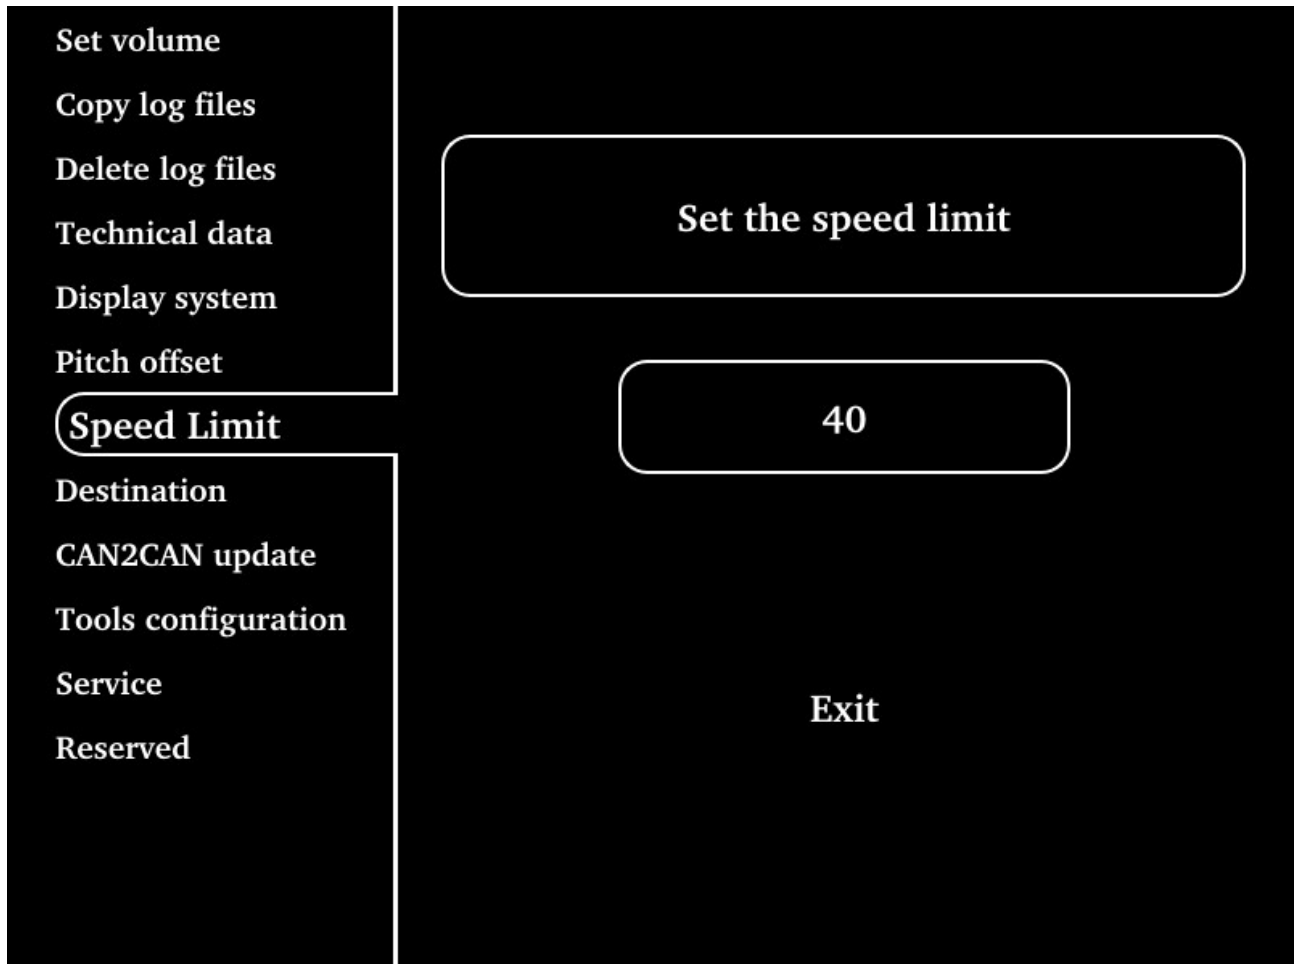 Set volume
Copy log files
Delete log files
Technical data
Display system
Pitch offset
Speed Limit
Destination
CAN2CAN update
Tools configuration
Service
Reserved
Set the speed limit
40
Exit